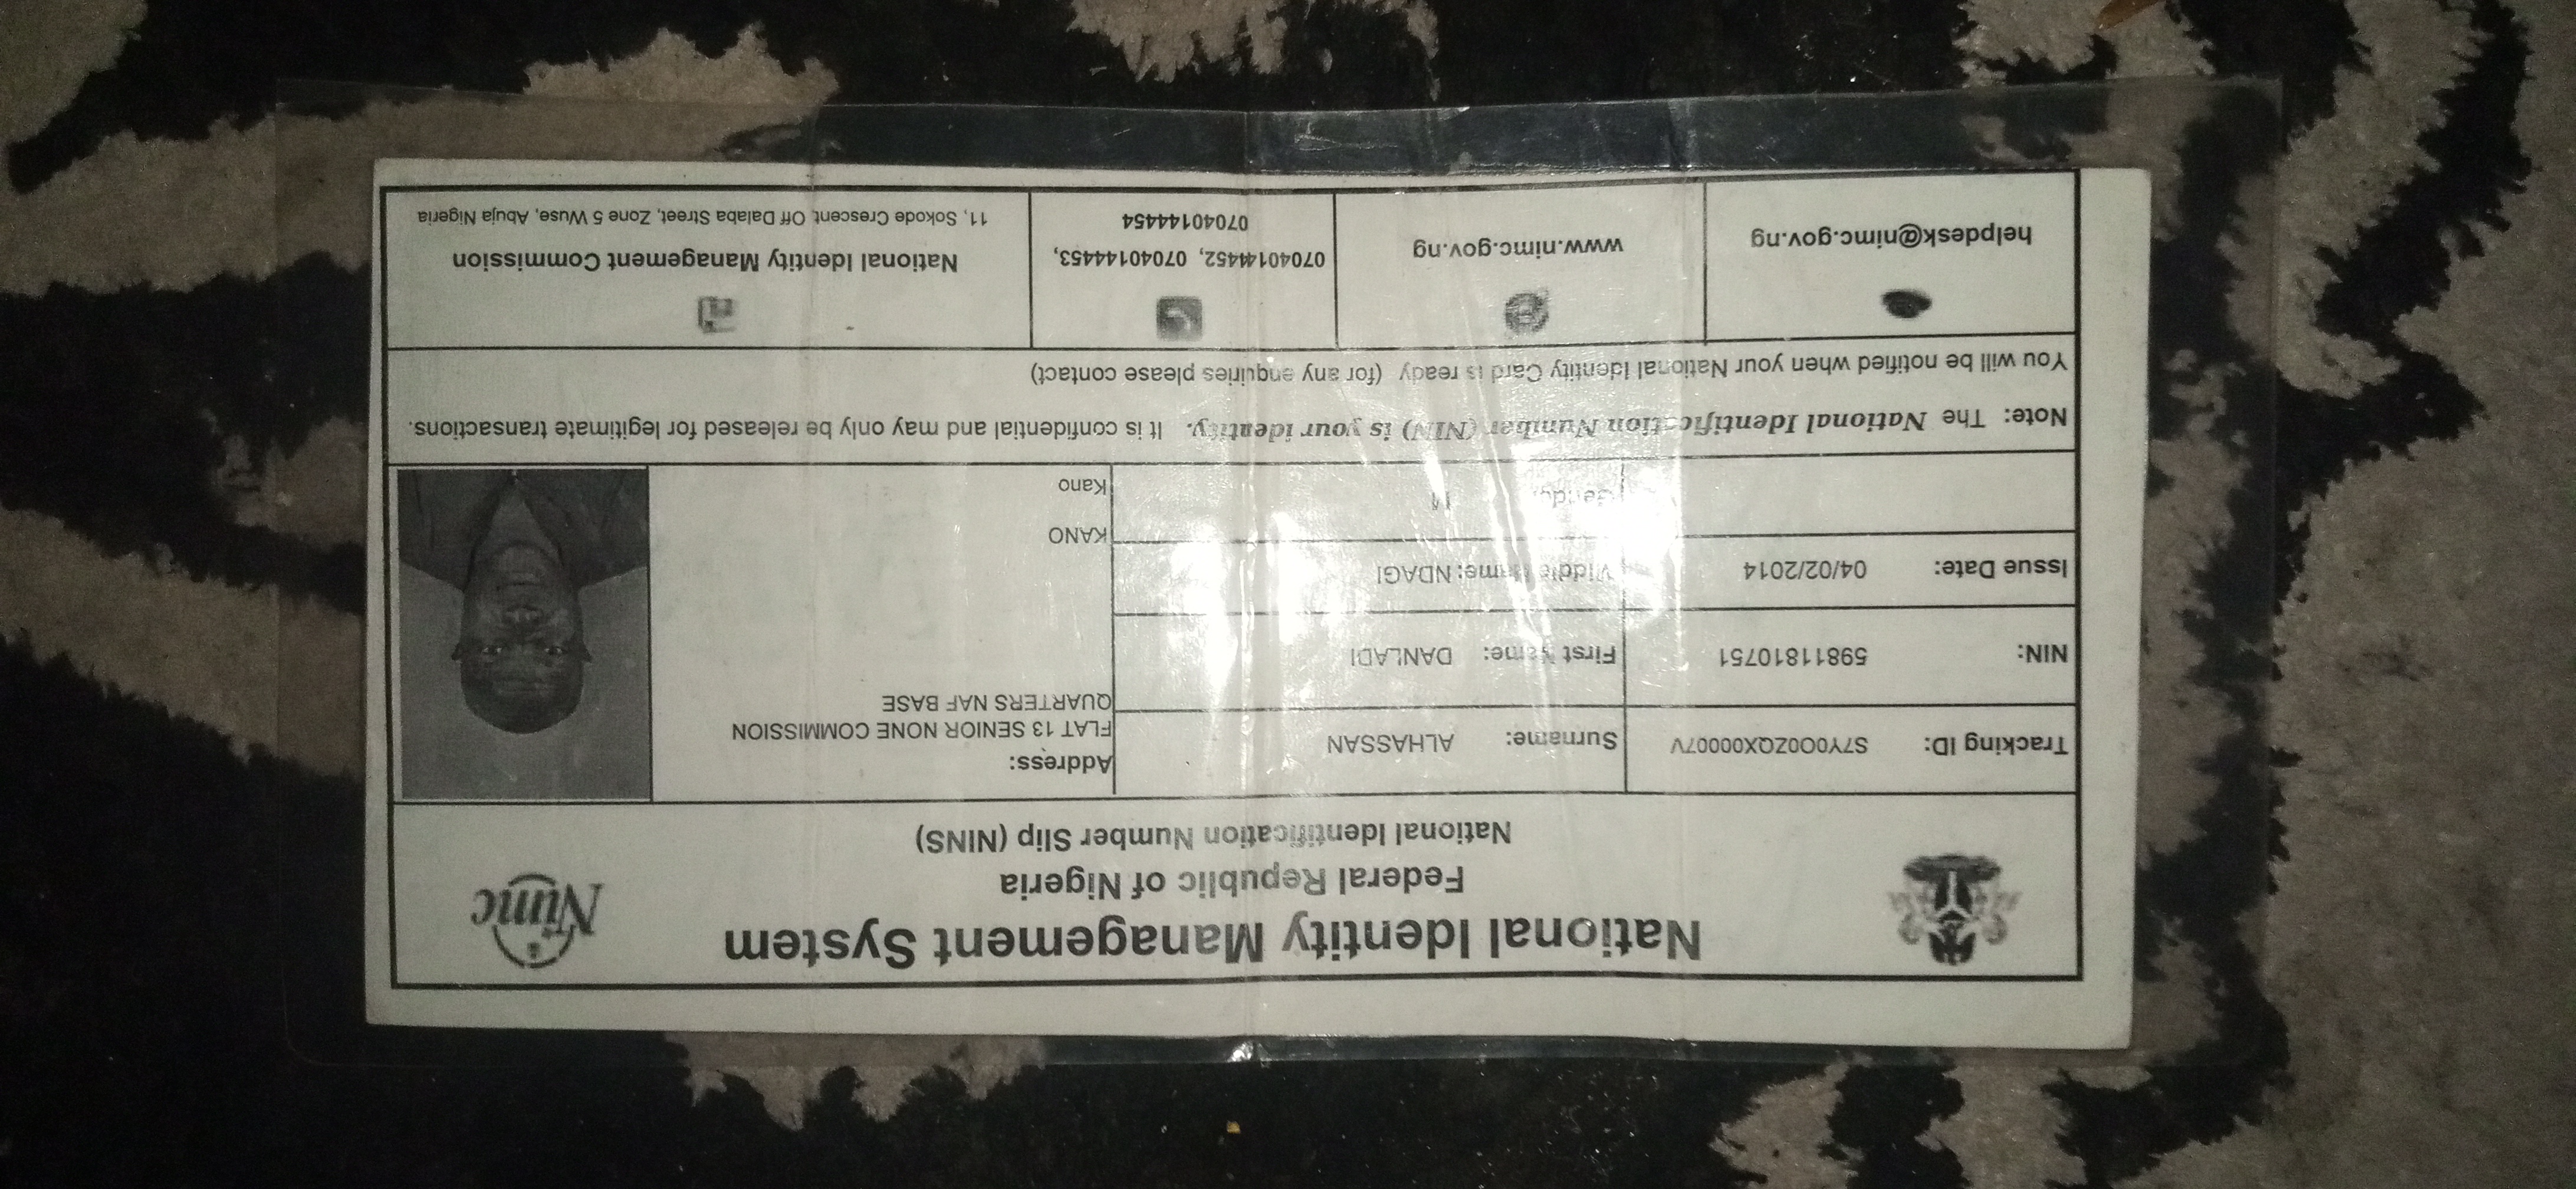 National Identity Management System
Federal Republic of Nigeria
National Identification Number Slip (NINS)
Nimc
Tracking ID: S7Y0O0ZQX00007V
Surname: ALHASSAN
Address:
FLAT 13 SENIOR NONE COMMISSION
QUARTERS NAF BASE
NIN: 59811810751
First Name: DANLADI
Issue Date: 04/02/2014
Middle Name: NDAGI
KANO
Gender: M
Kano
Note: The National Identification Number (NIN) is your identity. It is confidential and may only be released for legitimate transactions.
You will be notified when your National Identity Card is ready (for any enquiries please contact)
helpdesk@nimc.gov.ng
www.nimc.gov.ng
07040144452, 07040144453,
07040144454
National Identity Management Commission
11, Sokode Crescent, Off Dalaba Street, Zone 5 Wuse, Abuja Nigeria